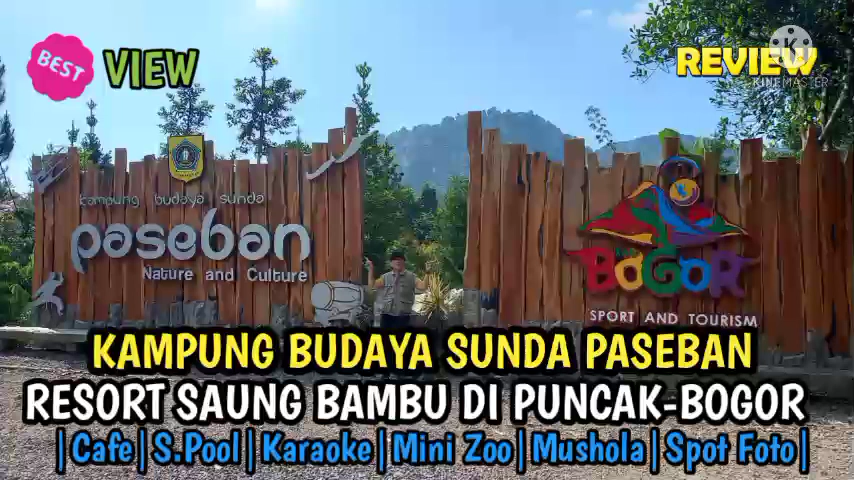 BEST VIEW
REVIEW
KINEMASTER
kampung budaya sunda
paseban
Nature and Culture
BOGOR
SPORT AND TOURISM
KAMPUNG BUDAYA SUNDA PASEBAN
RESORT SAUNG BAMBU DI PUNCAK-BOGOR
|Cafe|S.Pool|Karaoke|Mini Zoo|Mushola|Spot Foto|